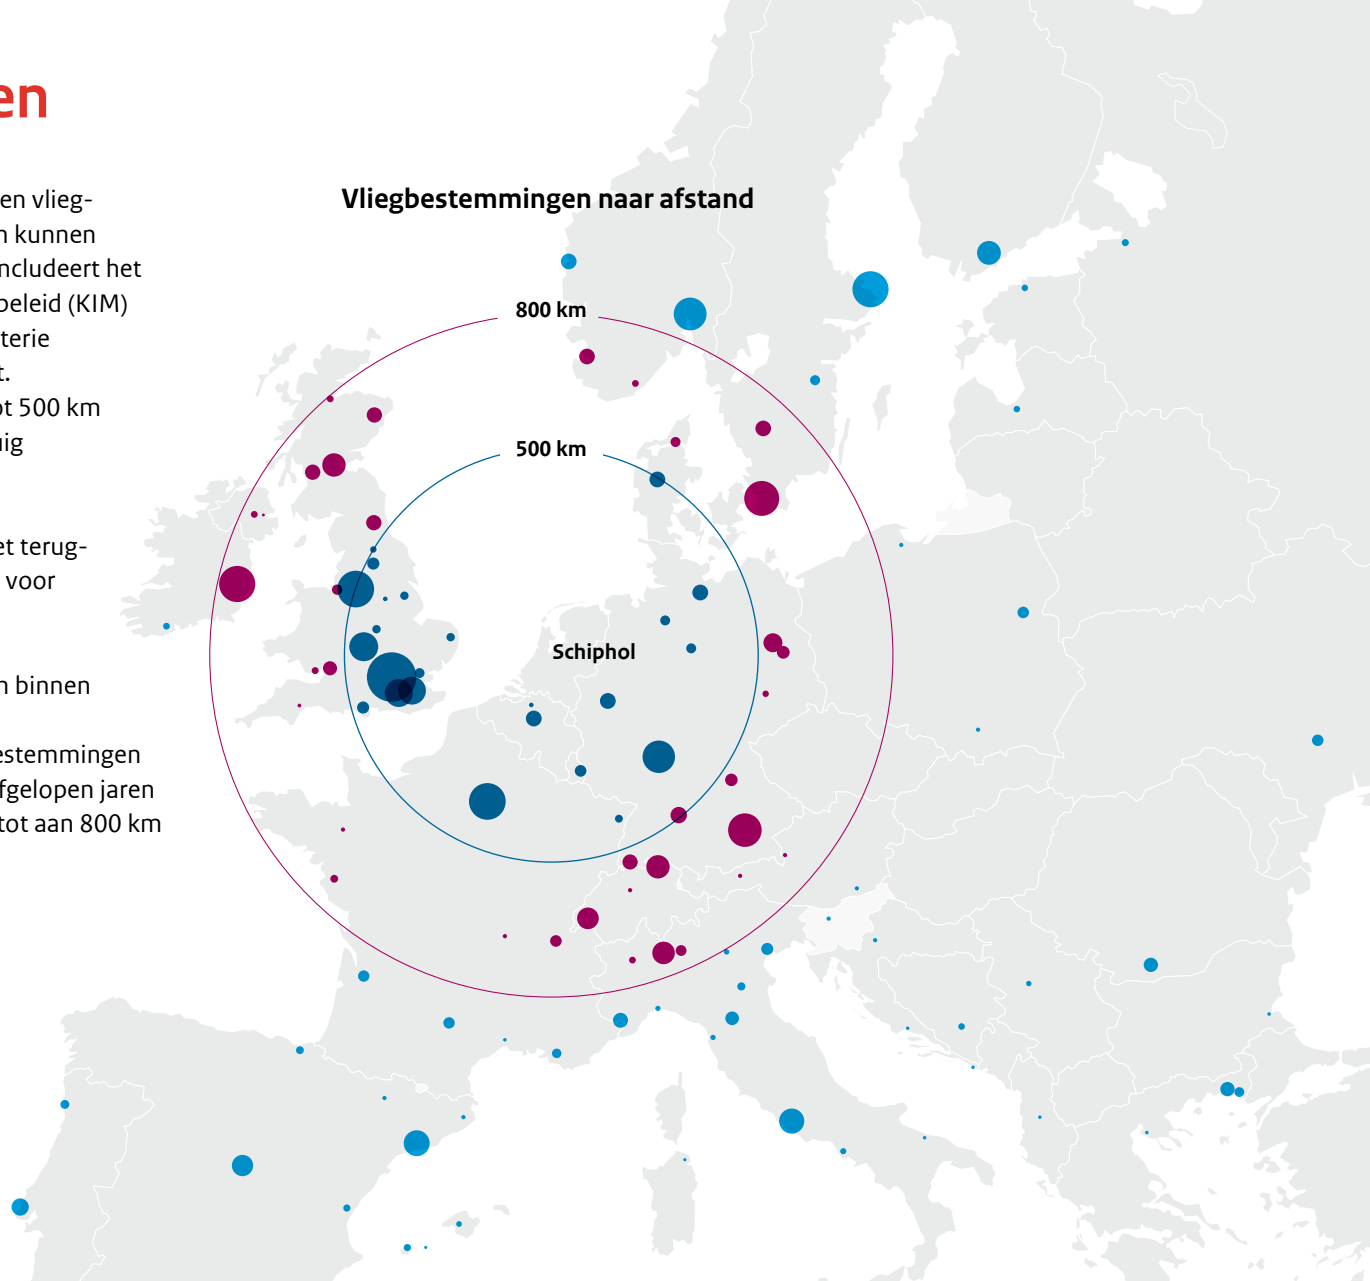 en
en vlieg-
n kunnen
ncludeert het
beleid (KIM)
terie
t.
ot 500 km
uig
et terug-
voor
n binnen
estemmingen
fgelopen jaren
tot aan 800 km
Vliegbestemmingen naar afstand
800 km
500 km
Schiphol